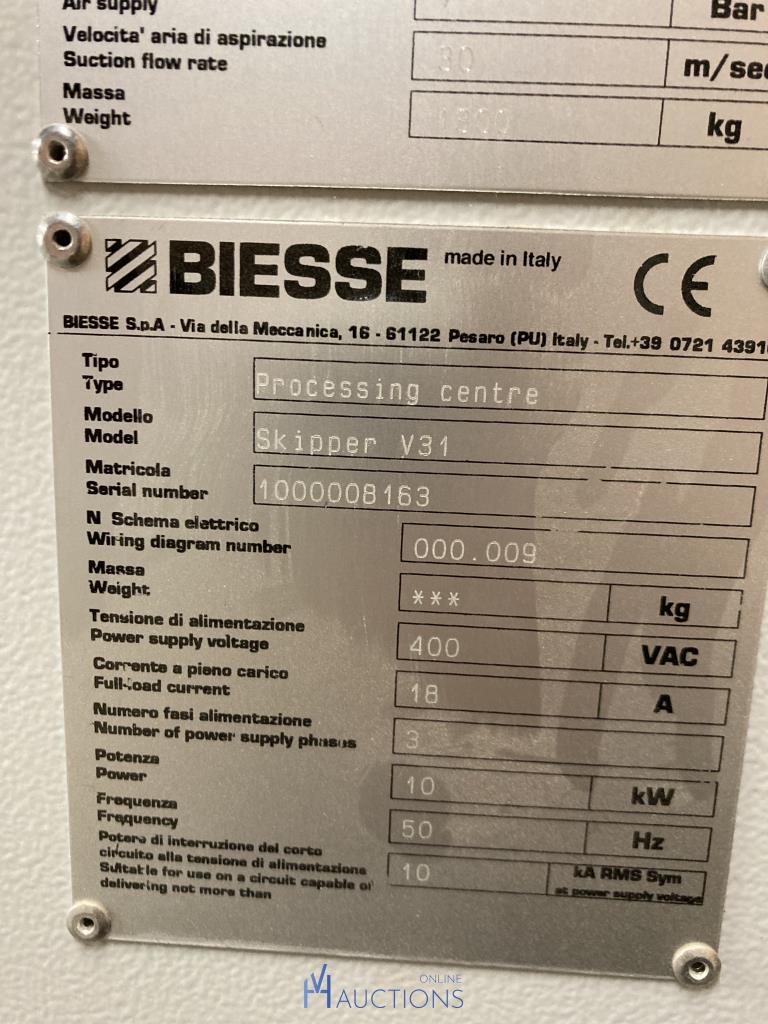 Air supply
Bar
Velocita' aria di aspirazione
Suction flow rate
30
m/sec
Massa
Weight
kg
BIESSE made in Italy CE
BIESSE S.p.A - Via della Meccanica, 16 - 61122 Pesaro (PU) Italy - Tel.+39 0721 4391
Tipo
Type
Processing centre
Modello
Model
Skipper V31
Matricola
Serial number
1000008163
N Schema elettrico
Wiring diagram number
000.009
Massa
Weight
*** kg
Tensione di alimentazione
Power supply voltage
400 VAC
Corrente a pieno carico
Full-load current
18 A
Numero fasi alimentazione
Number of power supply phases
3
Potenza
Power
10 kW
Frequenza
Frequency
50 Hz
Potere di interruzione del corto
circuito alla tensione di alimentazione
Suitable for use on a circuit capable of
delivering not more than
10 kA RMS Sym
at power supply voltage
HV ONLINE
AUCTIONS